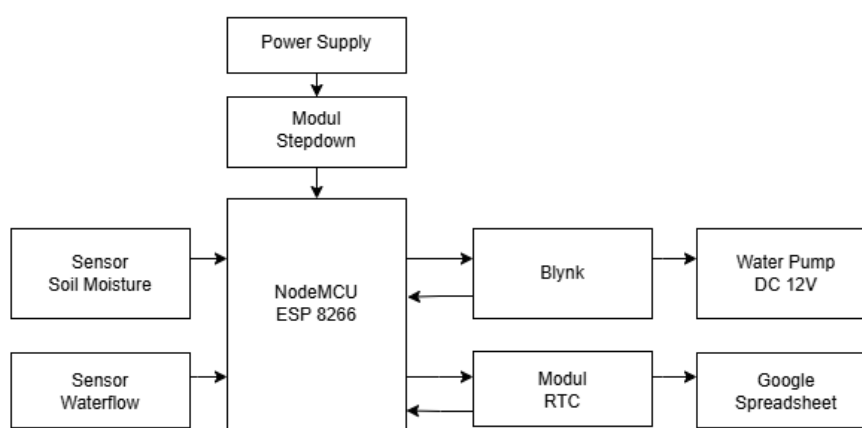 Power Supply
Modul
Stepdown
Sensor
Soil Moisture
NodeMCU
ESP 8266
Blynk
Water Pump
DC 12V
Sensor
Waterflow
Modul
RTC
Google
Spreadsheet